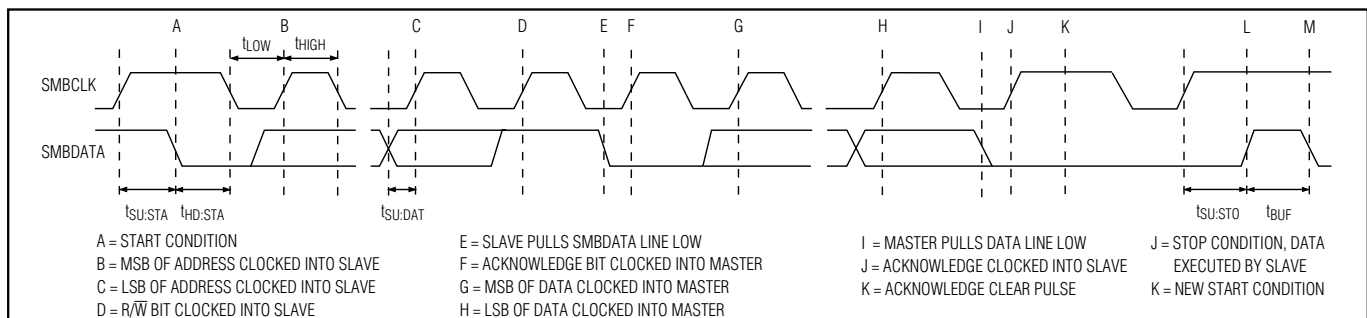 A B C D E F G H I J K L M
tLOW tHIGH
SMBCLK
SMBDATA
tSU:STA tHD:STA tSU:DAT tSU:STO tBUF
A = START CONDITION
B = MSB OF ADDRESS CLOCKED INTO SLAVE
C = LSB OF ADDRESS CLOCKED INTO SLAVE
D = R/W̅ BIT CLOCKED INTO SLAVE
E = SLAVE PULLS SMBDATA LINE LOW
F = ACKNOWLEDGE BIT CLOCKED INTO MASTER
G = MSB OF DATA CLOCKED INTO MASTER
H = LSB OF DATA CLOCKED INTO MASTER
I = MASTER PULLS DATA LINE LOW
J = ACKNOWLEDGE CLOCKED INTO SLAVE
K = ACKNOWLEDGE CLEAR PULSE
J = STOP CONDITION, DATA
EXECUTED BY SLAVE
K = NEW START CONDITION